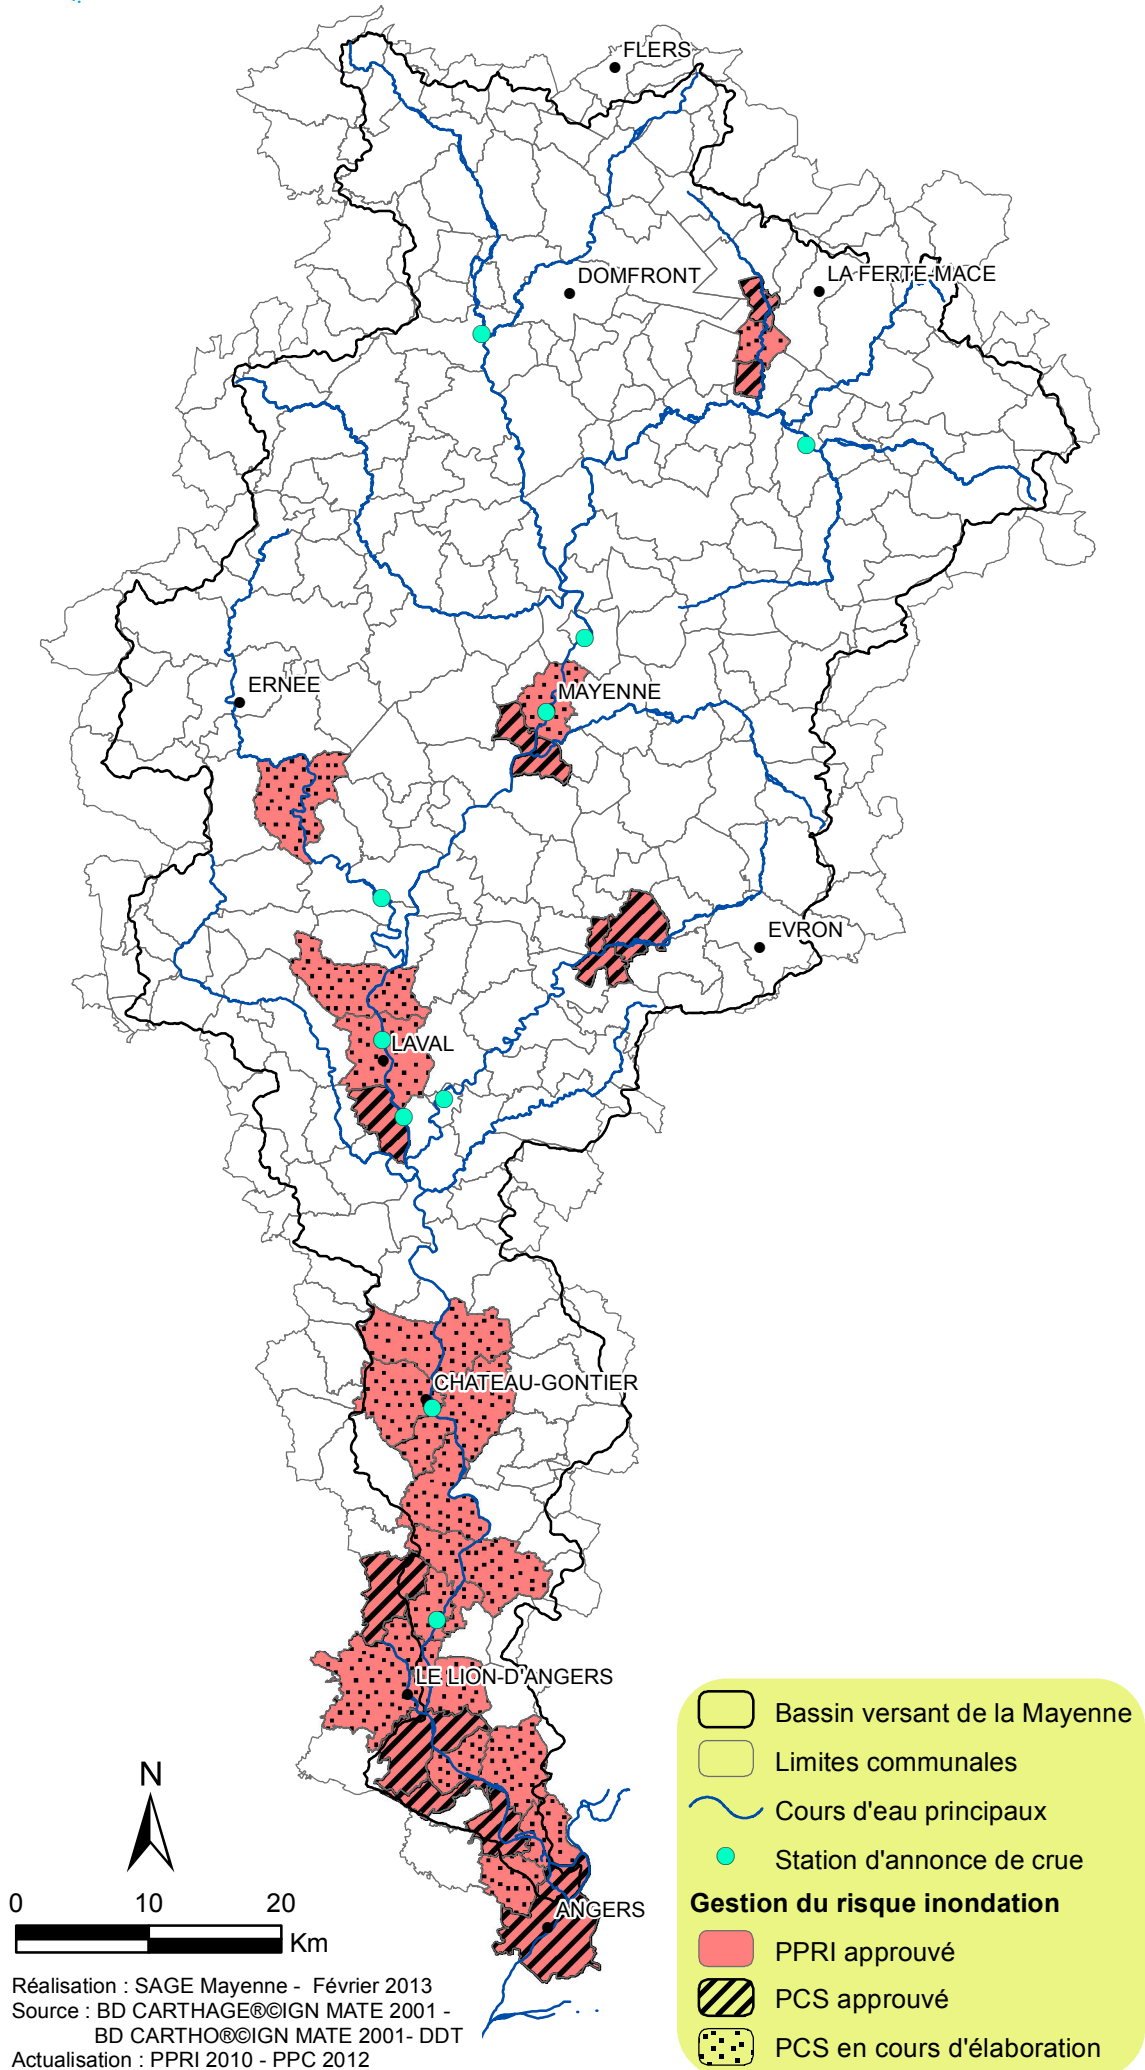 FLERS
DOMFRONT
LA FERTE-MACE
ERNEE
MAYENNE
EVRON
LAVAL
CHATEAU-GONTIER
LE LION-D'ANGERS
ANGERS
N
0 10 20
Km
Réalisation : SAGE Mayenne - Février 2013
Source : BD CARTHAGE®©IGN MATE 2001 -
BD CARTHO®©IGN MATE 2001- DDT
Actualisation : PPRI 2010 - PPC 2012
Bassin versant de la Mayenne
Limites communales
Cours d'eau principaux
Station d'annonce de crue
Gestion du risque inondation
PPRI approuvé
PCS approuvé
PCS en cours d'élaboration